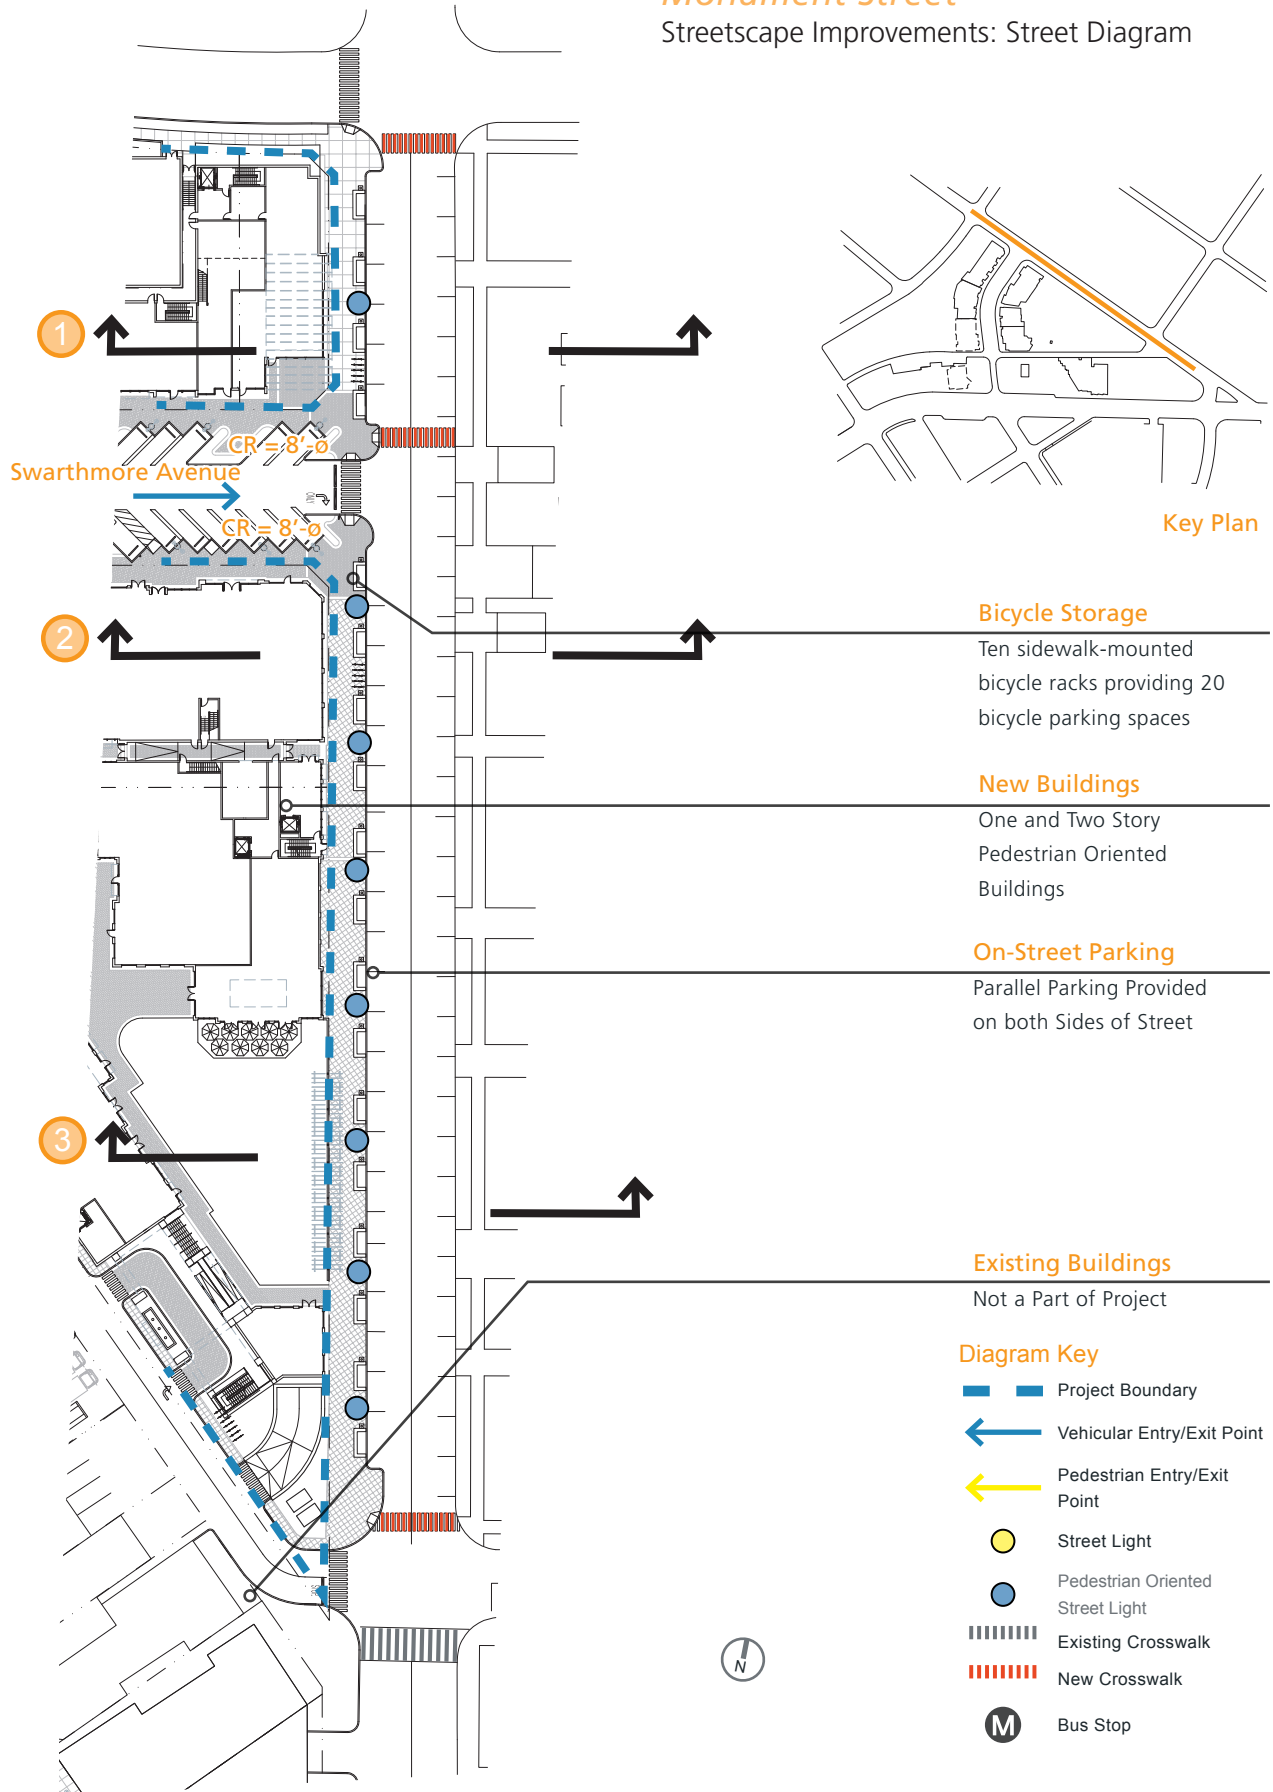 Monument Street
Streetscape Improvements: Street Diagram
1
CR = 8'-ø
Swarthmore Avenue
ONLY
CR = 8'-ø
Key Plan
Bicycle Storage
Ten sidewalk-mounted
bicycle racks providing 20
bicycle parking spaces
2
New Buildings
One and Two Story
Pedestrian Oriented
Buildings
On-Street Parking
Parallel Parking Provided
on both Sides of Street
3
Existing Buildings
Not a Part of Project
Diagram Key
Project Boundary
Vehicular Entry/Exit Point
Pedestrian Entry/Exit
Point
Street Light
Pedestrian Oriented
Street Light
Existing Crosswalk
New Crosswalk
M
Bus Stop
N